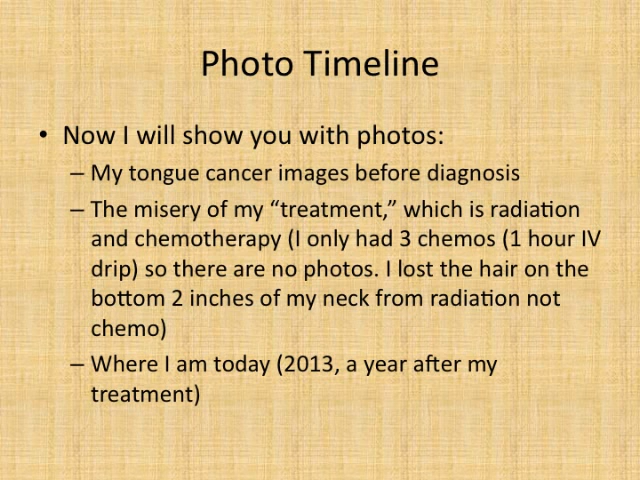 Photo Timeline
• Now I will show you with photos:
– My tongue cancer images before diagnosis
– The misery of my “treatment,” which is radiation
and chemotherapy (I only had 3 chemos (1 hour IV
drip) so there are no photos. I lost the hair on the
bottom 2 inches of my neck from radiation not
chemo)
– Where I am today (2013, a year after my
treatment)